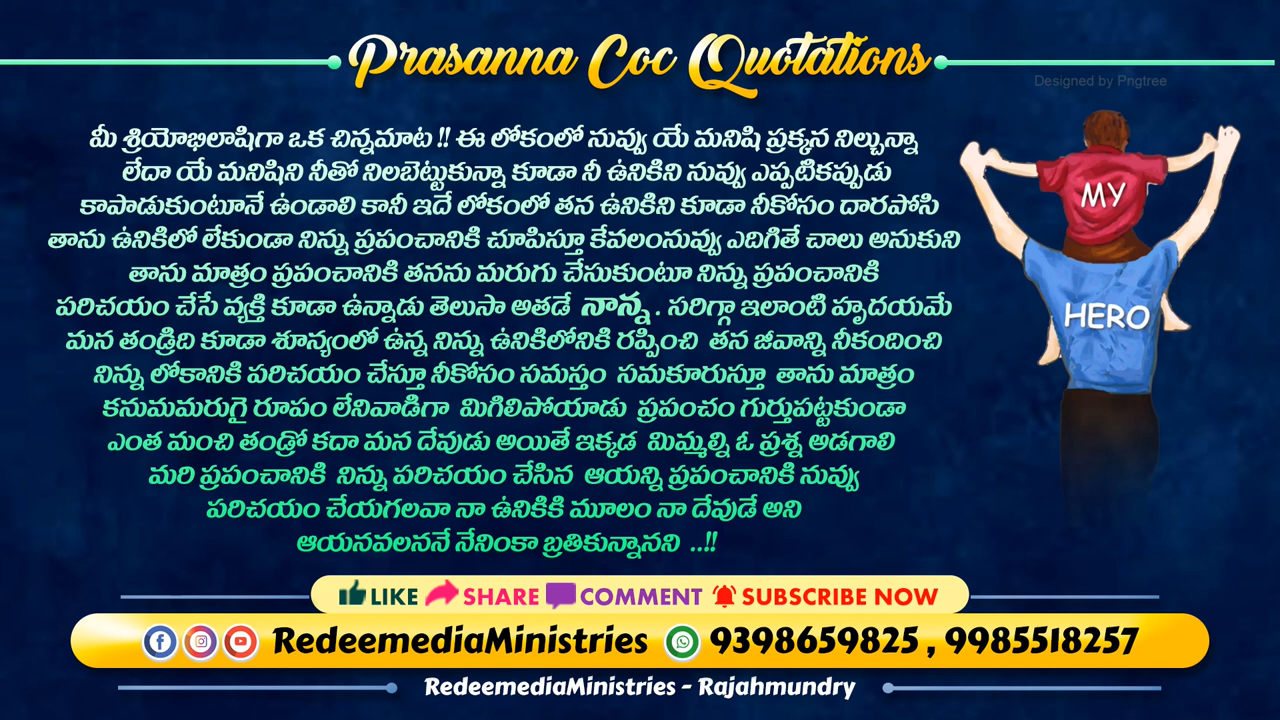 Prasanna Coc Quotations
Designed by Pngtree
మీ శ్రియోభిలాషిగా ఒక చిన్నమాట !! ఈ లోకంలో నువ్వు యే మనిషి ప్రక్కన నిల్చున్నా
లేదా యే మనిషిని నీతో నిలబెట్టుకున్నా కూడా నీ ఉనికిని నువ్వు ఎప్పటికప్పుడు
కాపాడుకుంటూనే ఉండాలి కానీ ఇదే లోకంలో తన ఉనికిని కూడా నీకోసం దారపోసి
తాను ఉనికిలో లేకుండా నిన్ను ప్రపంచానికి చూపిస్తూ కేవలంనువ్వు ఎదిగితే చాలు అనుకుని
తాను మాత్రం ప్రపంచానికి తనను మరుగు చేసుకుంటూ నిన్ను ప్రపంచానికి
పరిచయం చేసే వ్యక్తి కూడా ఉన్నాడు తెలుసా అతడే నాన్న . సరిగ్గా ఇలాంటి హృదయమే
మన తండ్రిది కూడా శూన్యంలో ఉన్న నిన్ను ఉనికిలోనికి రప్పించి తన జీవాన్ని నీకందించి
నిన్ను లోకానికి పరిచయం చేస్తూ నీకోసం సమస్తం సమకూరుస్తూ తాను మాత్రం
కనుమమరుగై రూపం లేనివాడిగా మిగిలిపోయాడు ప్రపంచం గుర్తుపట్టకుండా
ఎంత మంచి తండ్రో కదా మన దేవుడు అయితే ఇక్కడ మిమ్మల్ని ఓ ప్రశ్న అడగాలి
మరి ప్రపంచానికి నిన్ను పరిచయం చేసిన ఆయన్ని ప్రపంచానికి నువ్వు
పరిచయం చేయగలవా నా ఉనికికి మూలం నా దేవుడే అని
ఆయనవలననే నేనింకా బ్రతికున్నానని ..!!
MY
HERO
LIKE SHARE COMMENT SUBSCRIBE NOW
RedeemediaMinistries 9398659825 , 9985518257
RedeemediaMinistries - Rajahmundry